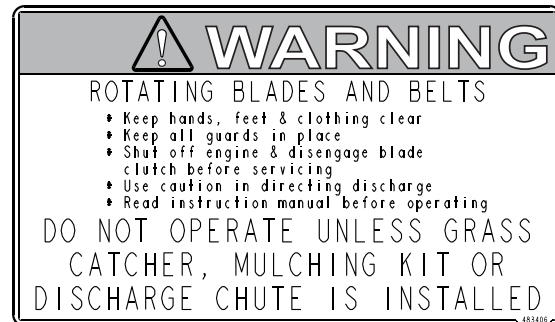 WARNING
ROTATING BLADES AND BELTS
• Keep hands, feet & clothing clear
• Keep all guards in place
• Shut off engine & disengage blade
clutch before servicing
• Use caution in directing discharge
• Read instruction manual before operating
DO NOT OPERATE UNLESS GRASS
CATCHER, MULCHING KIT OR
DISCHARGE CHUTE IS INSTALLED
483406